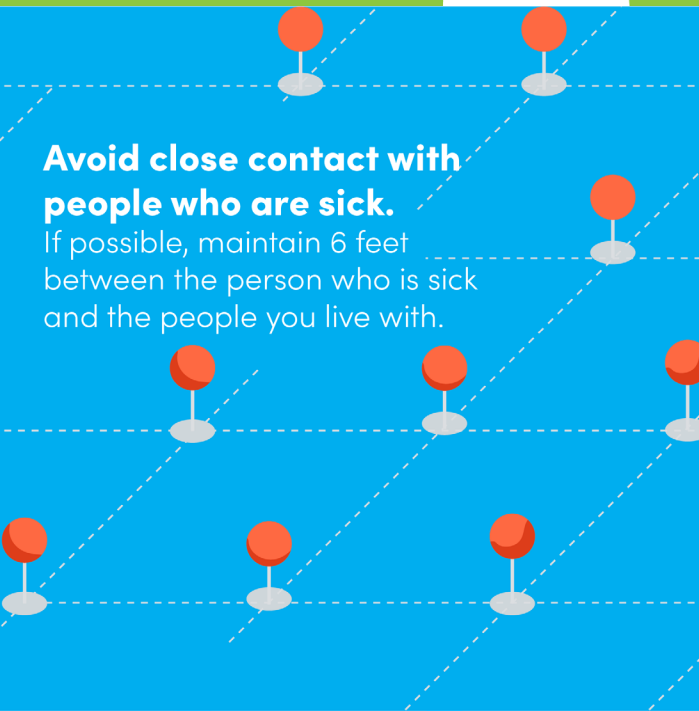 Avoid close contact with
people who are sick.
If possible, maintain 6 feet
between the person who is sick
and the people you live with.